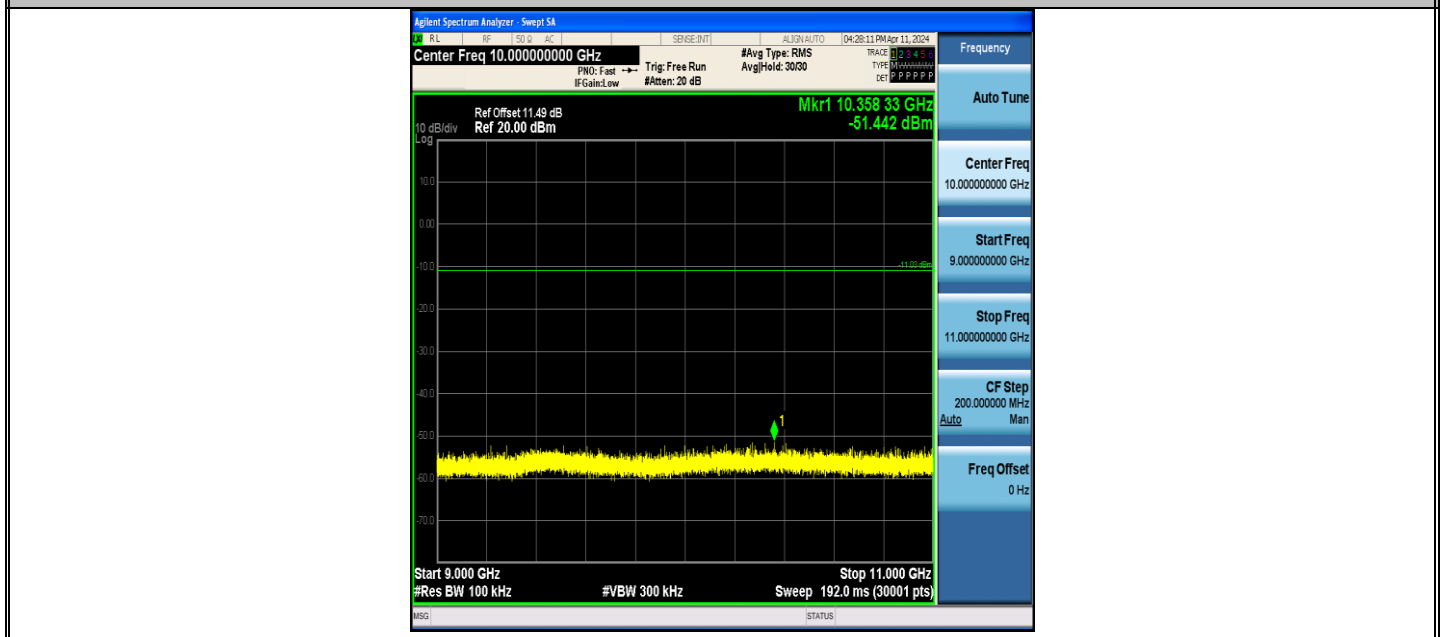 Agilent Spectrum Analyzer - Swept SA
RL RF 50 Ω AC SENSE:INT ALIGN AUTO 04:28:11 PM Apr 11, 2024
Center Freq 10.000000000 GHz
PNO: Fast
IFGain:Low
Trig: Free Run
#Atten: 20 dB
#Avg Type: RMS
Avg|Hold: 30/30
TRACE 1 2 3 4 5 6
TYPE M
DET P P P P P P
Ref Offset 11.49 dB
Ref 20.00 dBm
10 dB/div
Log
Mkr1 10.358 33 GHz
-51.442 dBm
10.0
0.00
-10.0
-11.03 dBm
-20.0
-30.0
-40.0
1
-50.0
-60.0
-70.0
Start 9.000 GHz
Stop 11.000 GHz
#Res BW 100 kHz
#VBW 300 kHz
Sweep 192.0 ms (30001 pts)
MSG
STATUS
Frequency
Auto Tune
Center Freq
10.000000000 GHz
Start Freq
9.000000000 GHz
Stop Freq
11.000000000 GHz
CF Step
200.000000 MHz
Auto Man
Freq Offset
0 Hz